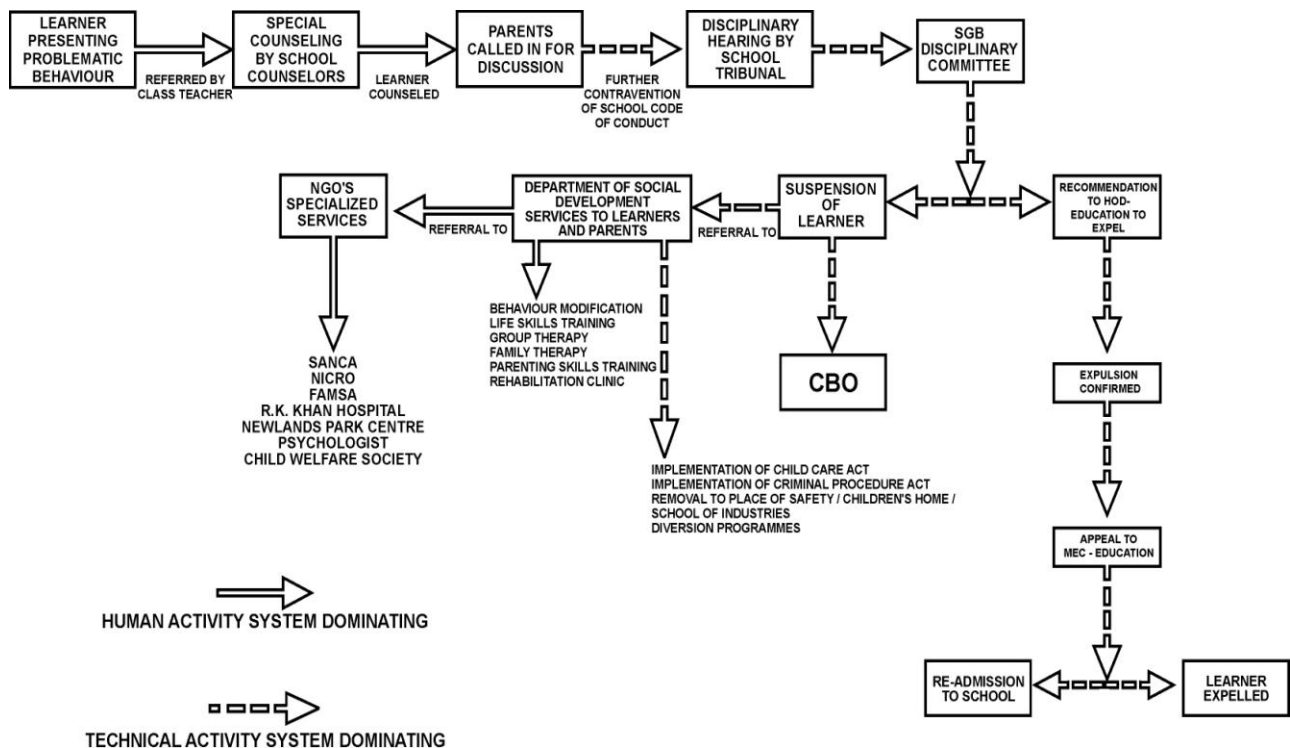 LEARNER
PRESENTING
PROBLEMATIC
BEHAVIOUR
REFERRED BY
CLASS TEACHER
SPECIAL
COUNSELING
BY SCHOOL
COUNSELORS
LEARNER
COUNSELED
PARENTS
CALLED IN FOR
DISCUSSION
FURTHER
CONTRAVENTION
OF SCHOOL CODE
OF CONDUCT
DISCIPLINARY
HEARING BY
SCHOOL
TRIBUNAL
SGB
DISCIPLINARY
COMMITTEE
NGO'S
SPECIALIZED
SERVICES
REFERRAL TO
DEPARTMENT OF SOCIAL
DEVELOPMENT
SERVICES TO LEARNERS
AND PARENTS
REFERRAL TO
SUSPENSION
OF
LEARNER
RECOMMENDATION
TO HOD-
EDUCATION TO
EXPEL
BEHAVIOUR MODIFICATION
LIFE SKILLS TRAINING
GROUP THERAPY
FAMILY THERAPY
PARENTING SKILLS TRAINING
REHABILITATION CLINIC
CBO
EXPULSION
CONFIRMED
SANCA
NICRO
FAMSA
R.K. KHAN HOSPITAL
NEWLANDS PARK CENTRE
PSYCHOLOGIST
CHILD WELFARE SOCIETY
IMPLEMENTATION OF CHILD CARE ACT
IMPLEMENTATION OF CRIMINAL PROCEDURE ACT
REMOVAL TO PLACE OF SAFETY / CHILDREN'S HOME /
SCHOOL OF INDUSTRIES
DIVERSION PROGRAMMES
APPEAL TO
MEC - EDUCATION
HUMAN ACTIVITY SYSTEM DOMINATING
RE-ADMISSION
TO SCHOOL
LEARNER
EXPELLED
TECHNICAL ACTIVITY SYSTEM DOMINATING